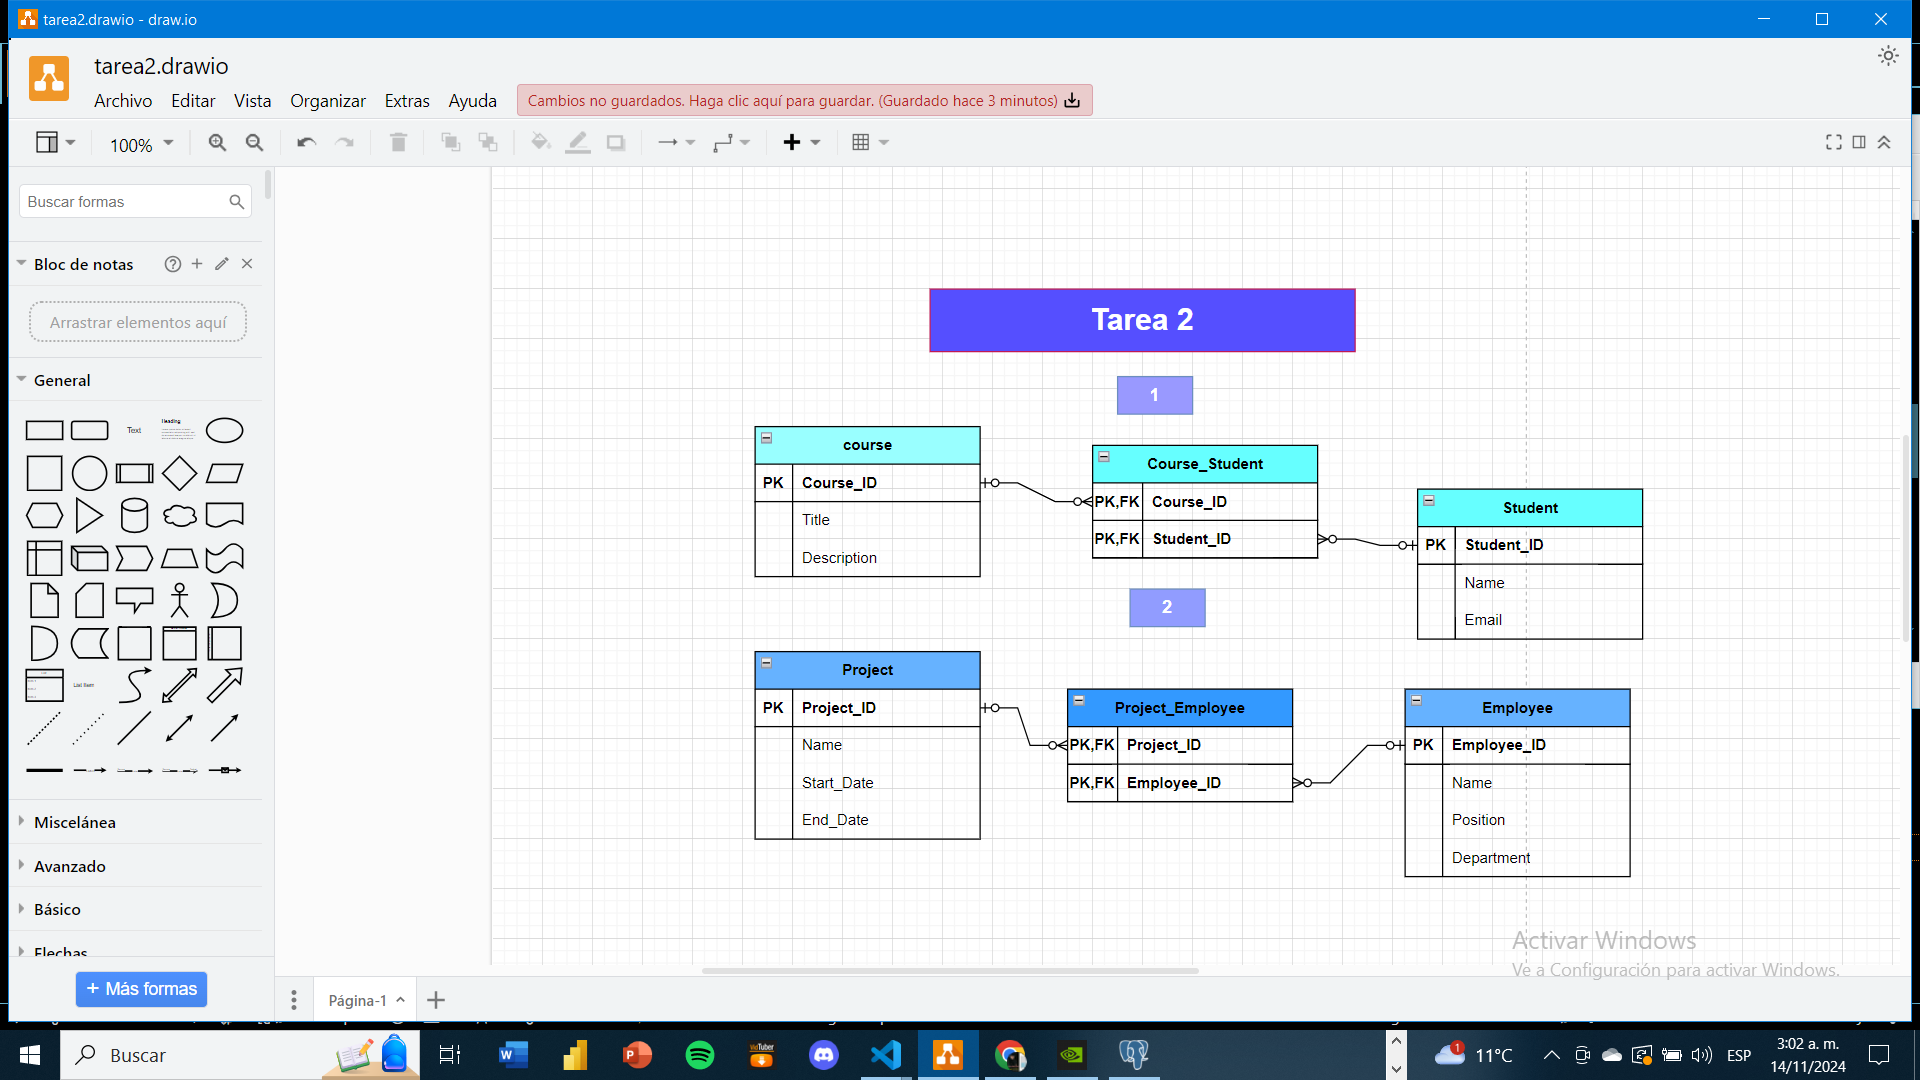 tarea2.drawio - draw.io
tarea2.drawio
Archivo Editar Vista Organizar Extras Ayuda
Cambios no guardados. Haga clic aquí para guardar. (Guardado hace 3 minutos)
100%
Buscar formas
Bloc de notas
Arrastrar elementos aquí
General
Text
Heading
List Item
Miscelánea
Avanzado
Básico
Flechas
+ Más formas
Tarea 2
1
course
PK Course_ID
Title
Description
Course_Student
PK,FK Course_ID
PK,FK Student_ID
Student
PK Student_ID
Name
Email
2
Project
PK Project_ID
Name
Start_Date
End_Date
Project_Employee
PK,FK Project_ID
PK,FK Employee_ID
Employee
PK Employee_ID
Name
Position
Department
Activar Windows
Ve a Configuración para activar Windows.
Página-1
Buscar
1
11°C
ESP
3:02 a. m.
14/11/2024